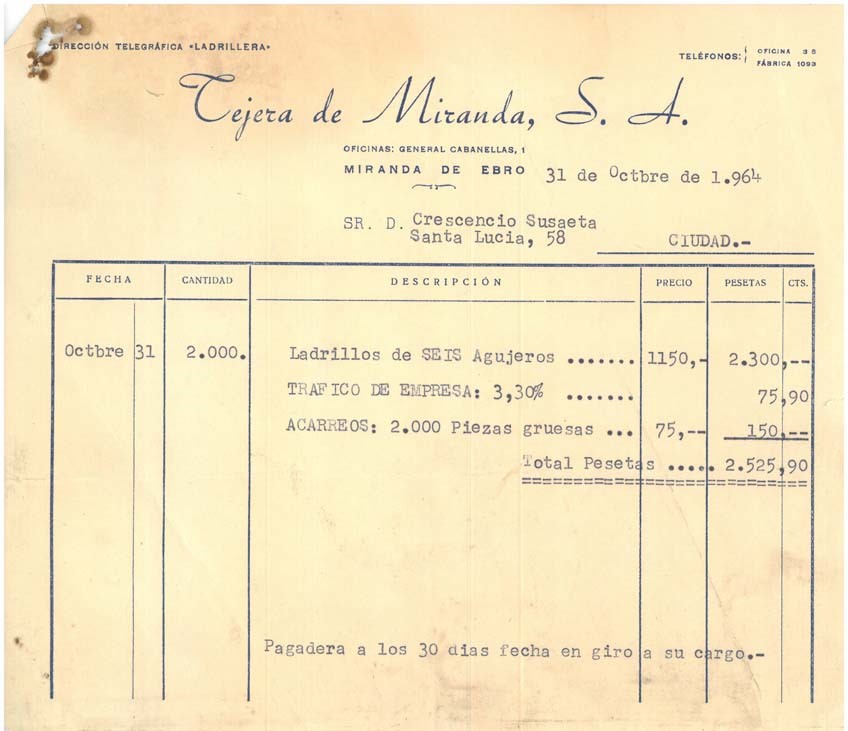 DIRECCIÓN TELEGRÁFICA «LADRILLERA»
TELÉFONOS: OFICINA 36
FÁBRICA 1093
Tejera de Miranda, S. A.
OFICINAS: GENERAL CABANELLAS, 1
MIRANDA DE EBRO 31 de Octbre de 1.964
SR. D. Crescencio Susaeta
Santa Lucia, 58 CIUDAD.-
FECHA CANTIDAD DESCRIPCIÓN PRECIO PESETAS CTS.
Octbre 31 2.000. Ladrillos de SEIS Agujeros ....... 1150,- 2.300,--
TRAFICO DE EMPRESA: 3,30% ....... 75,90
ACARREOS: 2.000 Piezas gruesas ... 75,-- 150,--
Total Pesetas ..... 2.525,90
Pagadera a los 30 dias fecha en giro a su cargo.-